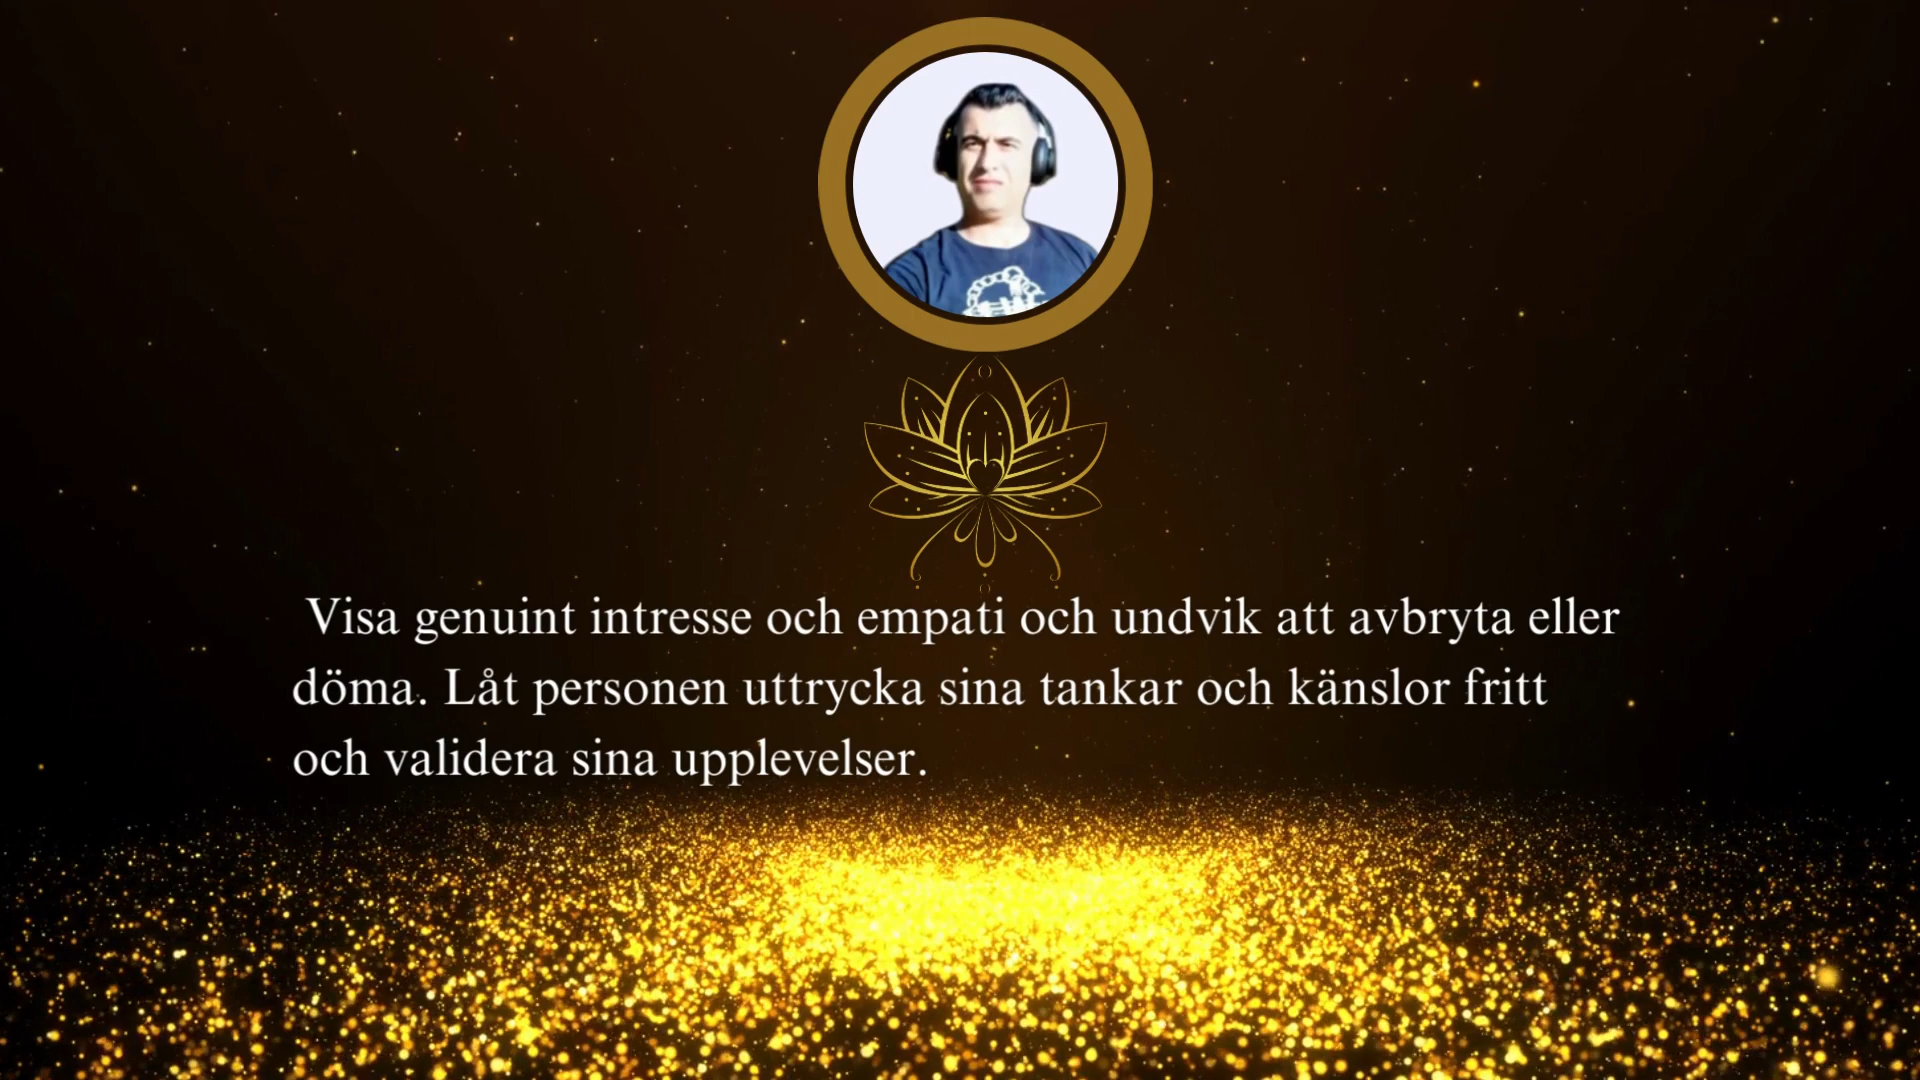 Visa genuint intresse och empati och undvik att avbryta eller
döma. Låt personen uttrycka sina tankar och känslor fritt
och validera sina upplevelser.